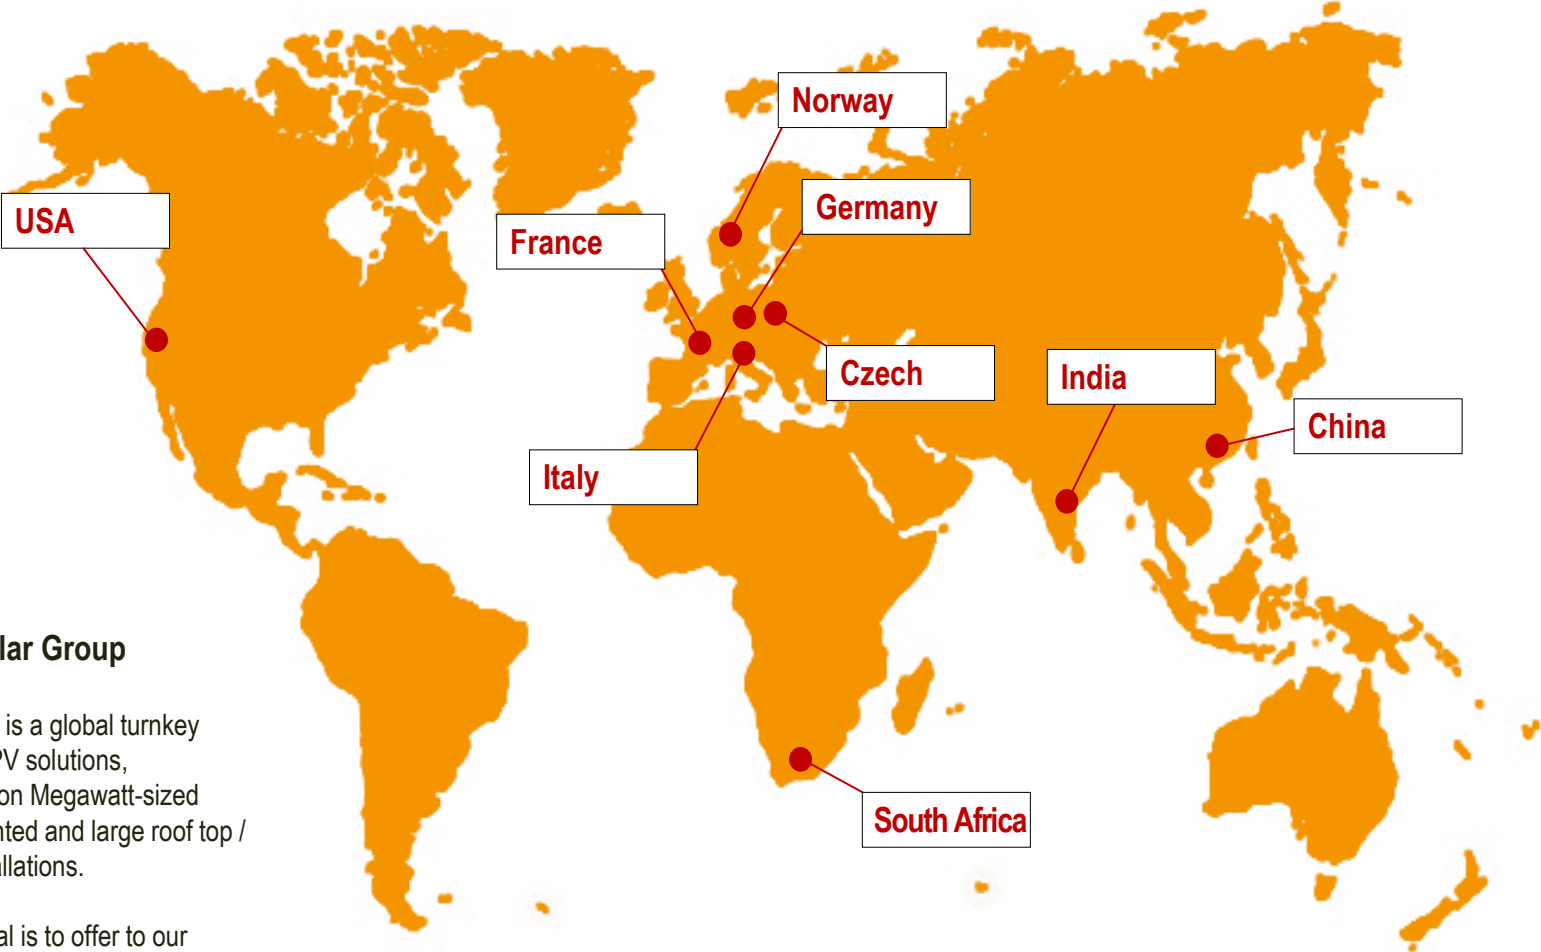 Norway
Germany
USA
France
Czech
India
China
Italy
lar Group
is a global turnkey
PV solutions,
on Megawatt-sized
nted and large roof top /
allations.
South Africa
al is to offer to our